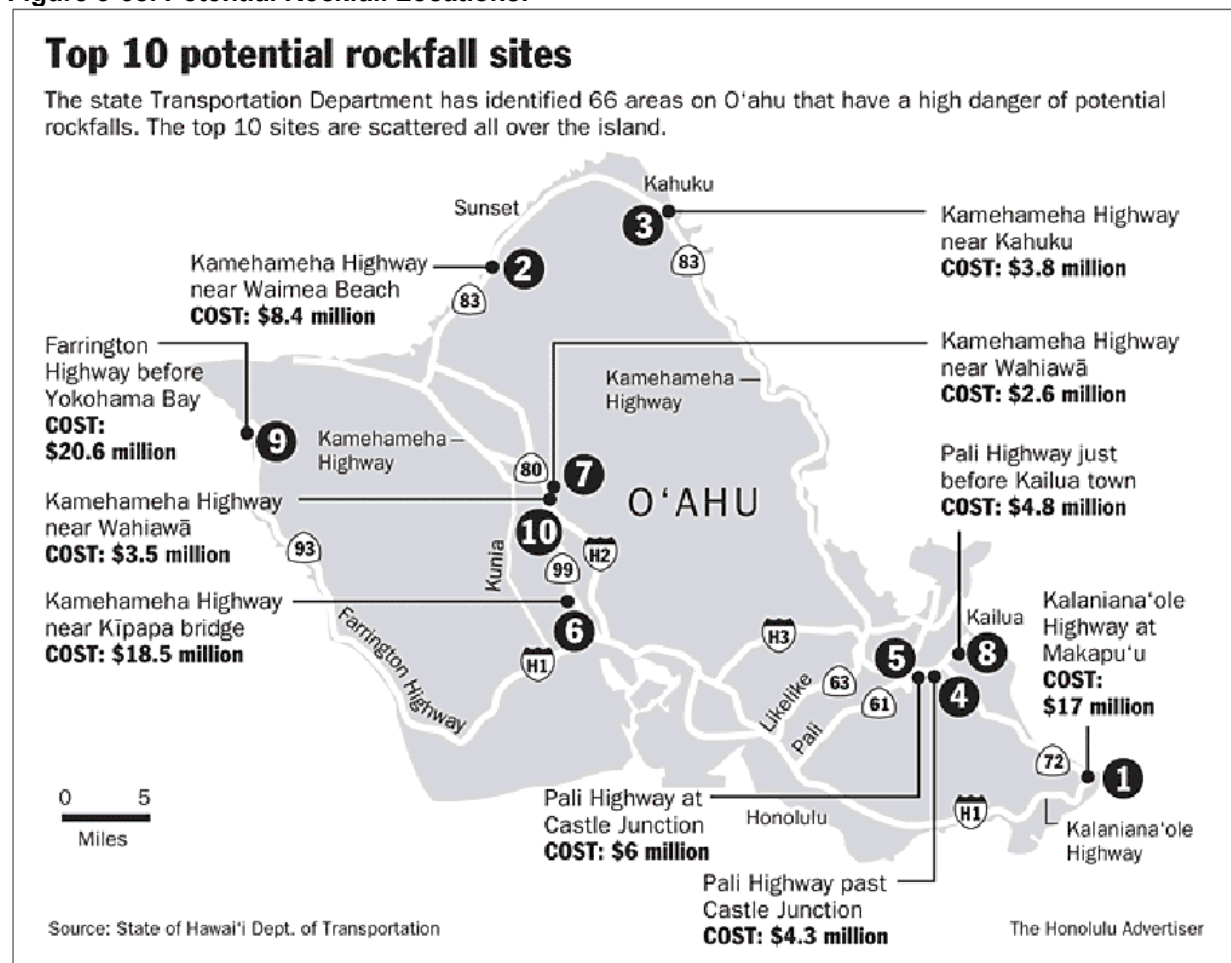 Top 10 potential rockfall sites
The state Transportation Department has identified 66 areas on O‘ahu that have a high danger of potential
rockfalls. The top 10 sites are scattered all over the island.
Kahuku
Sunset
3
Kamehameha Highway
near Kahuku
COST: $3.8 million
83
Kamehameha Highway
near Waimea Beach
COST: $8.4 million
2
83
Farrington
Highway before
Yokohama Bay
COST:
$20.6 million
9
Kamehameha Highway
near Wahiawā
COST: $2.6 million
Kamehameha
Highway
Kamehameha
Highway
80
7
O‘AHU
Pali Highway just
before Kailua town
COST: $4.8 million
Kamehameha Highway
near Wahiawā
COST: $3.5 million
10
93
Kunia
99
H2
Kamehameha Highway
near Kīpapa bridge
COST: $18.5 million
6
H1
Farrington Highway
H3
Kailua
5
8
4
Kalaniana‘ole
Highway at
Makapu‘u
COST:
$17 million
Likelike
63
Pali
61
72
1
0 5
Miles
Pali Highway at
Castle Junction
COST: $6 million
Honolulu
H1
Kalaniana‘ole
Highway
Pali Highway past
Castle Junction
COST: $4.3 million
Source: State of Hawai‘i Dept. of Transportation
The Honolulu Advertiser